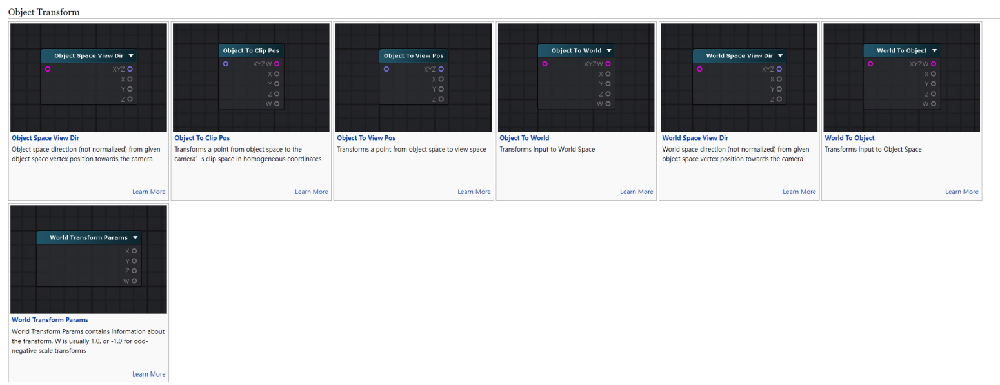 Object Transform
Object Space View Dir
XYZ
X
Y
Z
Object Space View Dir
Object space direction (not normalized) from given
object space vertex position towards the camera
Learn More
Object To Clip Pos
XYZW
X
Y
Z
W
Object To Clip Pos
Transforms a point from object space to the
camera’s clip space in homogeneous coordinates
Learn More
Object To View Pos
XYZ
X
Y
Z
Object To View Pos
Transforms a point from object space to view space
Learn More
Object To World
XYZW
X
Y
Z
W
Object To World
Transforms input to World Space
Learn More
World Space View Dir
XYZ
X
Y
Z
World Space View Dir
World space direction (not normalized) from given
object space vertex position towards the camera
Learn More
World To Object
XYZW
X
Y
Z
W
World To Object
Transforms input to Object Space
Learn More
World Transform Params
X
Y
Z
W
World Transform Params
World Transform Params contains information about
the transform, W is usually 1.0, or -1.0 for odd-
negative scale transforms
Learn More